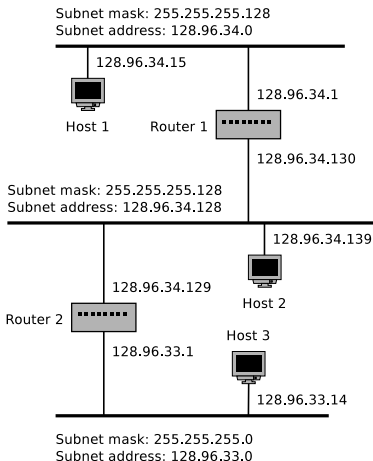 Subnet mask: 255.255.255.128
Subnet address: 128.96.34.0
128.96.34.15
128.96.34.1
Host 1
Router 1
128.96.34.130
Subnet mask: 255.255.255.128
Subnet address: 128.96.34.128
128.96.34.139
128.96.34.129
Host 2
Router 2
Host 3
128.96.33.1
128.96.33.14
Subnet mask: 255.255.255.0
Subnet address: 128.96.33.0